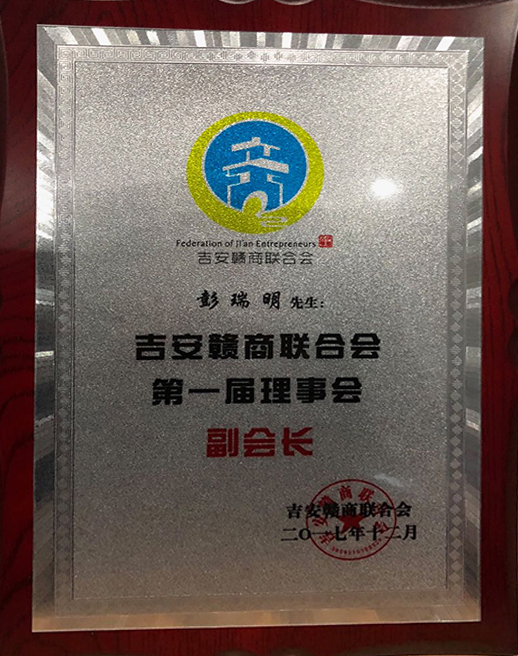 Federation of Ji'an Entrepreneurs
吉安赣商联合会
彭瑞明先生：
吉安赣商联合会
第一届理事会
副会长
吉安赣商联合会
二〇一七年十二月